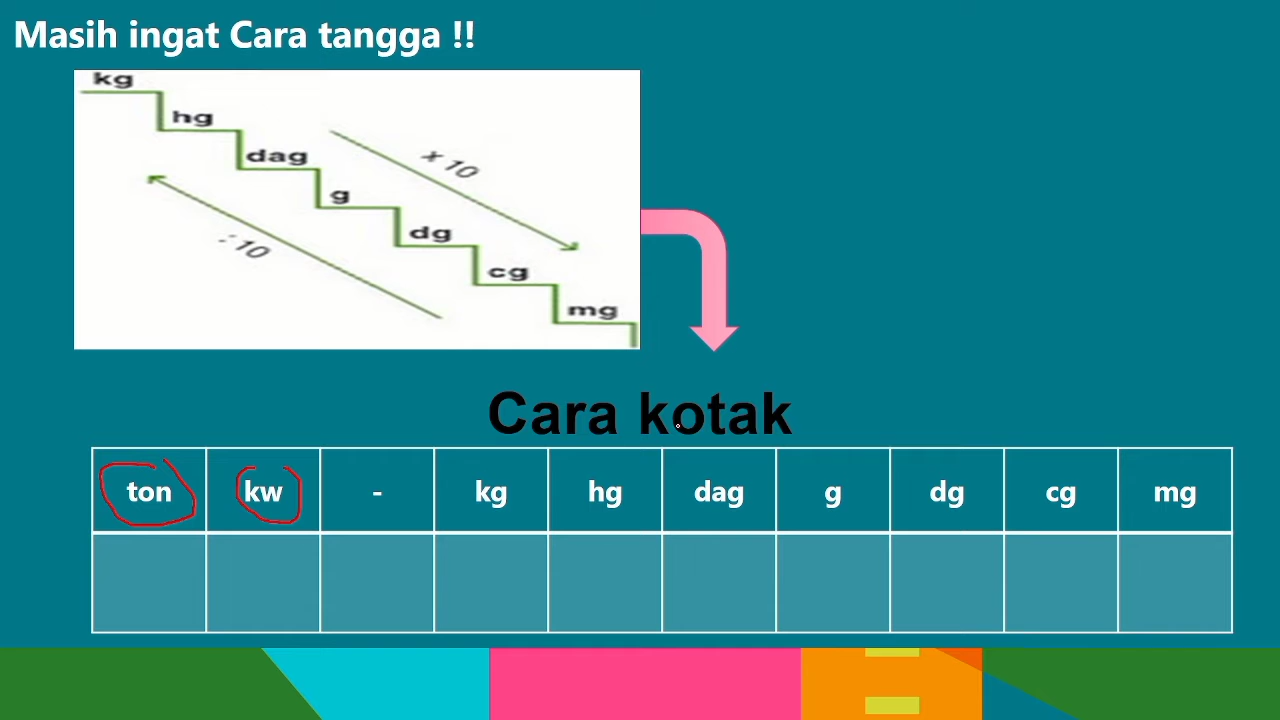 Masih ingat Cara tangga !!
kg
hg
dag
g
dg
cg
mg
x 10
: 10
Cara kotak
ton kw - kg hg dag g dg cg mg